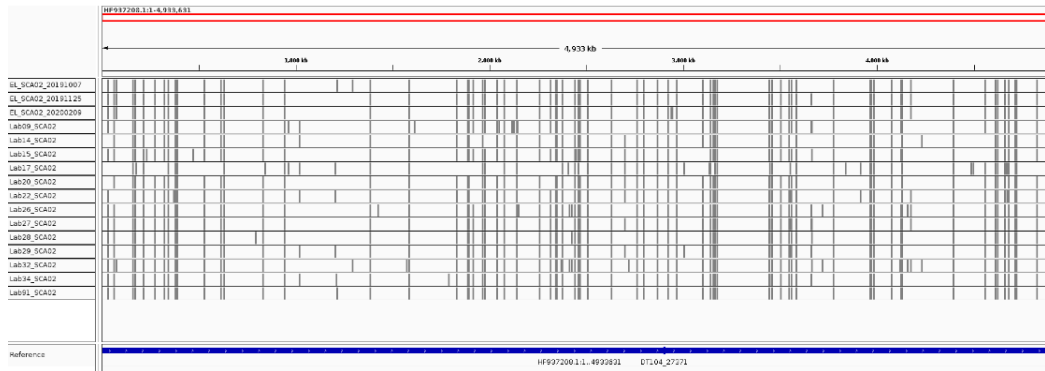 HF937208.1:1-4,933,631
4,933 kb
1,000 kb
2,000 kb
3,000 kb
4,000 kb
EL_SCA02_20191007
EL_SCA02_20191125
EL_SCA02_20200209
Lab09_SCA02
Lab14_SCA02
Lab15_SCA02
Lab17_SCA02
Lab20_SCA02
Lab22_SCA02
Lab26_SCA02
Lab27_SCA02
Lab28_SCA02
Lab29_SCA02
Lab32_SCA02
Lab34_SCA02
Lab91_SCA02
Reference
HF937208.1:1..4933631 DT104_27371